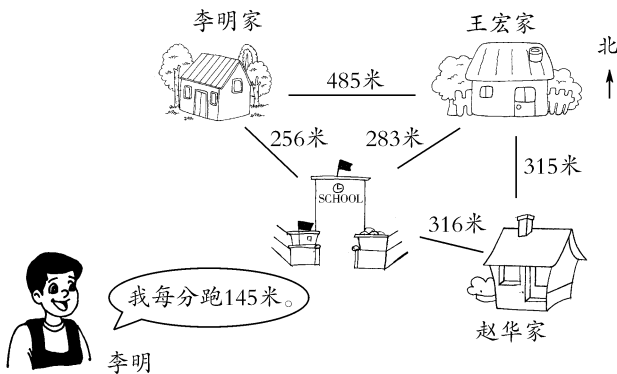 李明家
王宏家
北
485米
256米
283米
315米
SCHOOL
316米
我每分跑145米。
赵华家
李明